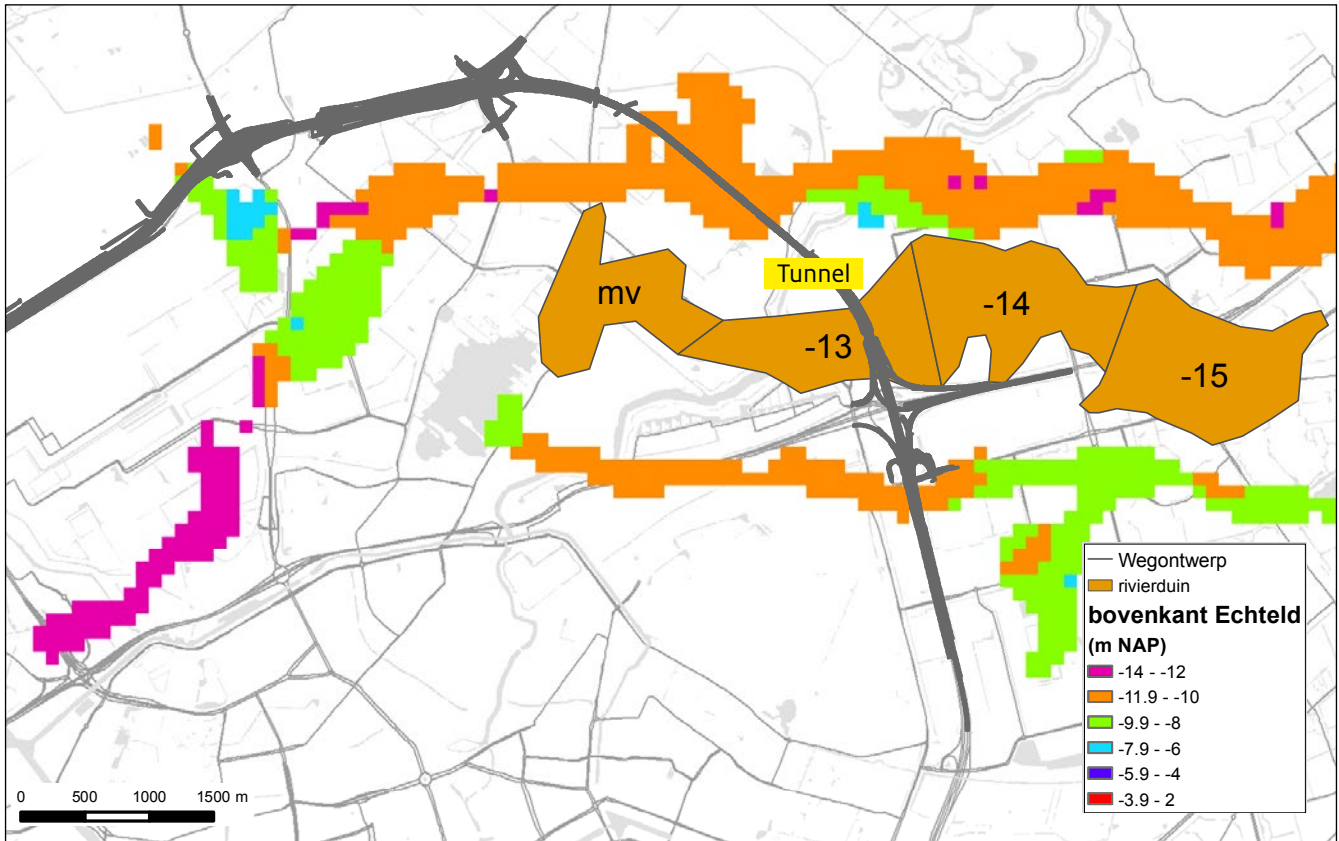 Tunnel
mv
-14
-13
-15
Wegontwerp
rivierduin
bovenkant Echteld
(m NAP)
-14 - -12
-11.9 - -10
-9.9 - -8
-7.9 - -6
-5.9 - -4
-3.9 - 2
0 500 1000 1500 m